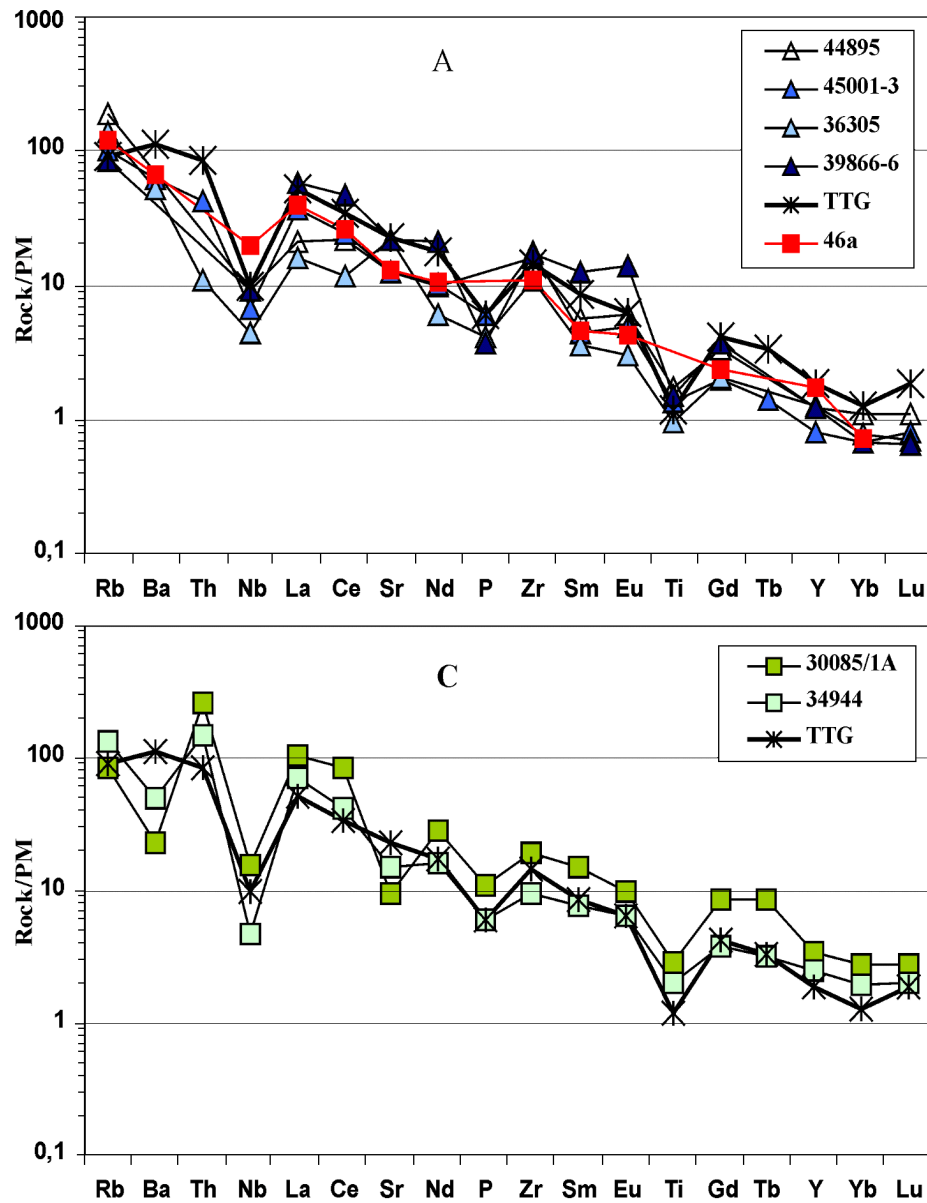 1000
100
10
1
0,1
Rock/PM
A
44895
45001-3
36305
39866-6
TTG
46a
Rb Ba Th Nb La Ce Sr Nd P Zr Sm Eu Ti Gd Tb Y Yb Lu
1000
100
10
1
0,1
Rock/PM
C
30085/1A
34944
TTG
Rb Ba Th Nb La Ce Sr Nd P Zr Sm Eu Ti Gd Tb Y Yb Lu